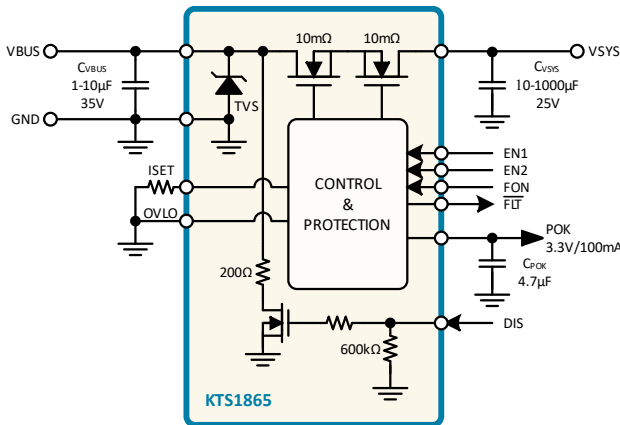 10mΩ 10mΩ
VBUS
VSYS
CVBUS
1-10µF
35V
TVS
CVSYS
10-1000µF
25V
GND
ISET
OVLO
CONTROL
&
PROTECTION
EN1
EN2
FON
FLT
POK
3.3V/100mA
CPOK
4.7µF
200Ω
600kΩ
DIS
KTS1865